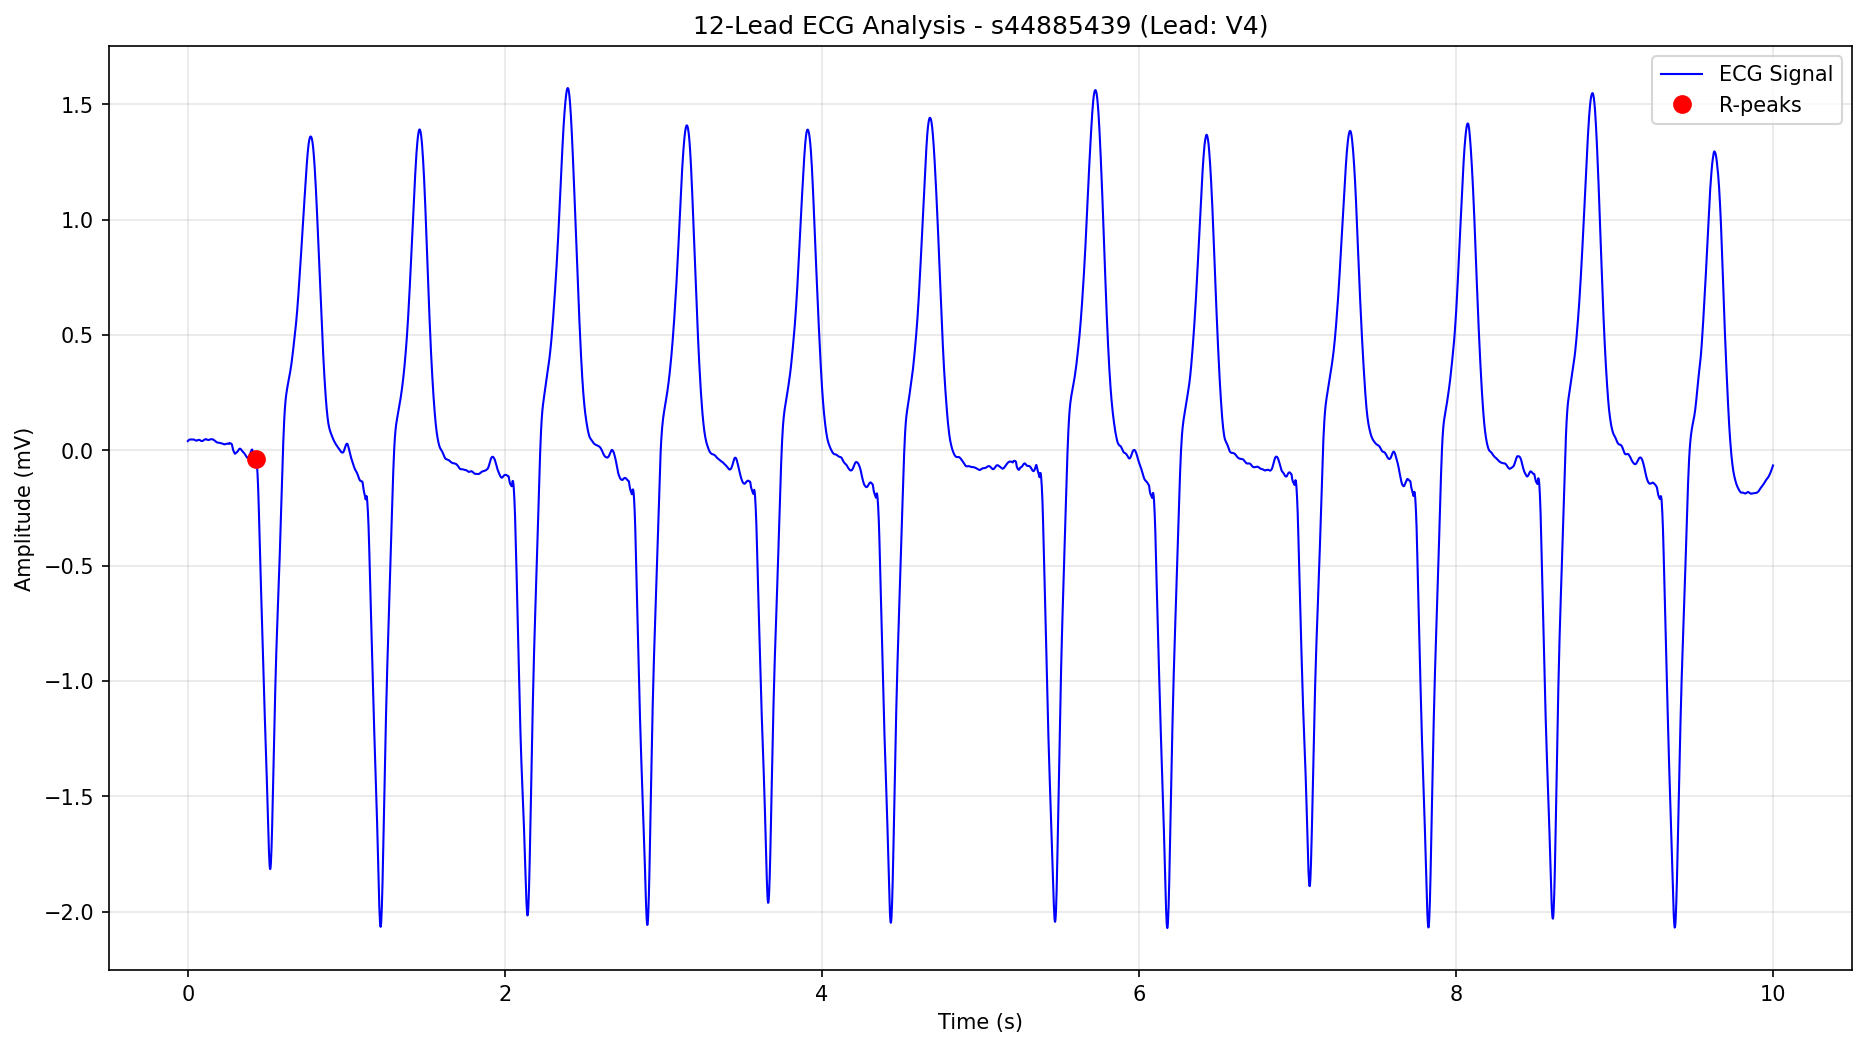 12-Lead ECG Analysis - s44885439 (Lead: V4)
ECG Signal
R-peaks
1.5
1.0
0.5
0.0
−0.5
−1.0
−1.5
−2.0
Amplitude (mV)
0 2 4 6 8 10
Time (s)